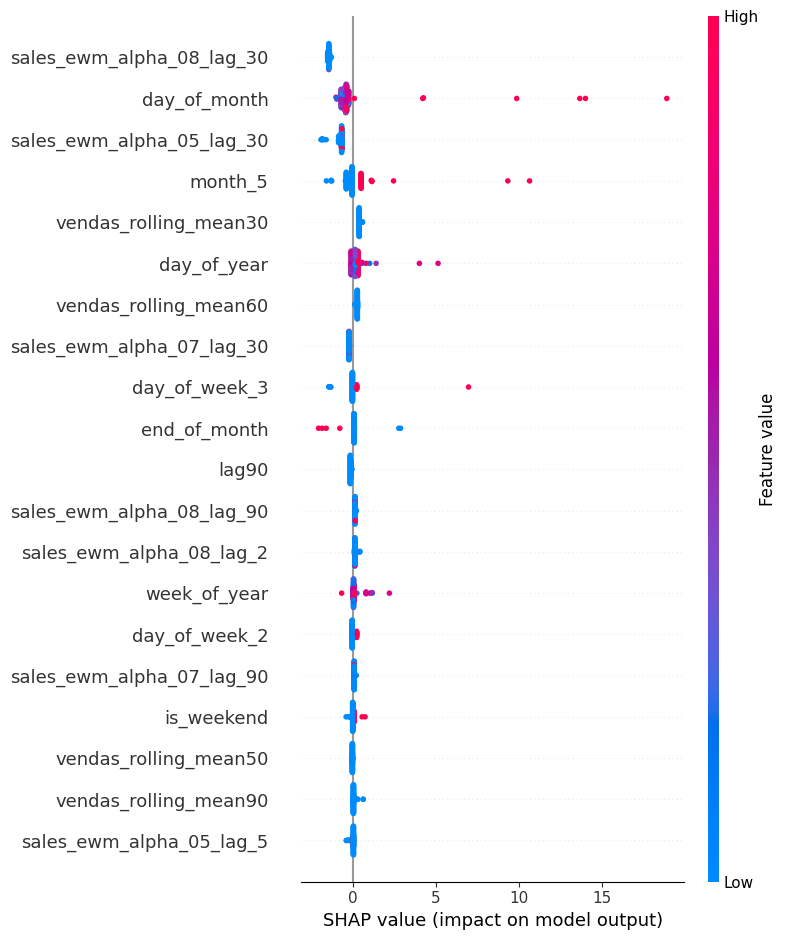 High
sales_ewm_alpha_08_lag_30
day_of_month
sales_ewm_alpha_05_lag_30
month_5
vendas_rolling_mean30
day_of_year
vendas_rolling_mean60
sales_ewm_alpha_07_lag_30
day_of_week_3
end_of_month
lag90
sales_ewm_alpha_08_lag_90
sales_ewm_alpha_08_lag_2
week_of_year
day_of_week_2
sales_ewm_alpha_07_lag_90
is_weekend
vendas_rolling_mean50
vendas_rolling_mean90
sales_ewm_alpha_05_lag_5
Feature value
Low
0 5 10 15
SHAP value (impact on model output)